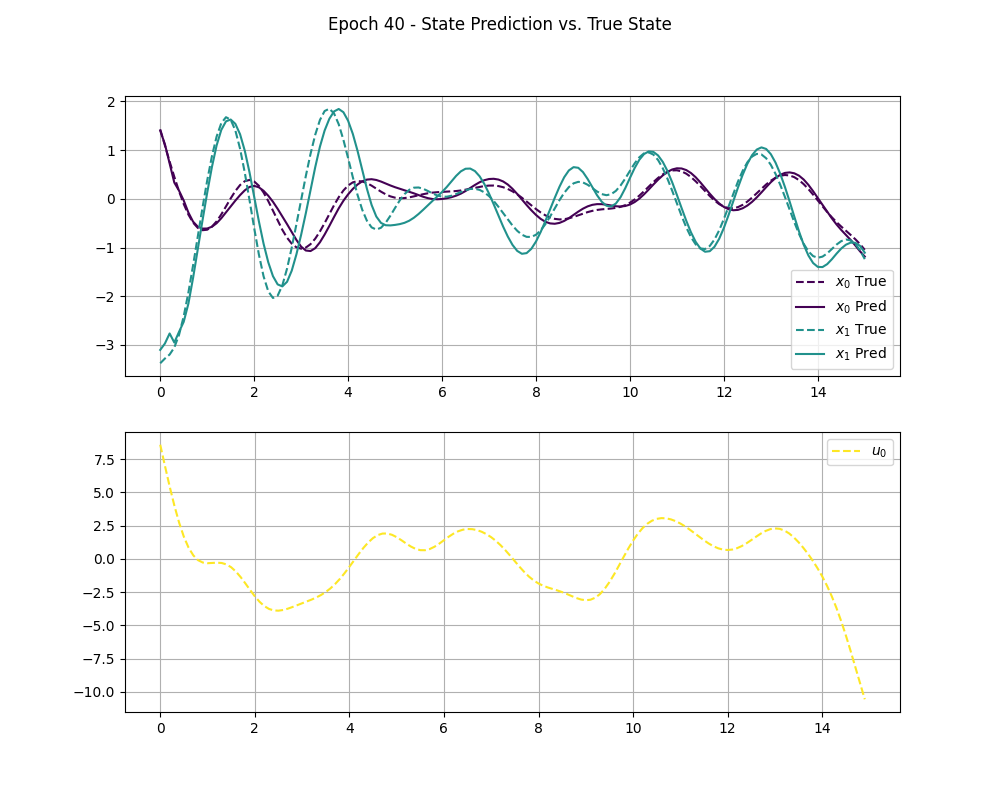 Epoch 40 - State Prediction vs. True State
2
1
0
−1
−2
−3
x₀ True
x₀ Pred
x₁ True
x₁ Pred
0 2 4 6 8 10 12 14
7.5
5.0
2.5
0.0
−2.5
−5.0
−7.5
−10.0
u₀
0 2 4 6 8 10 12 14